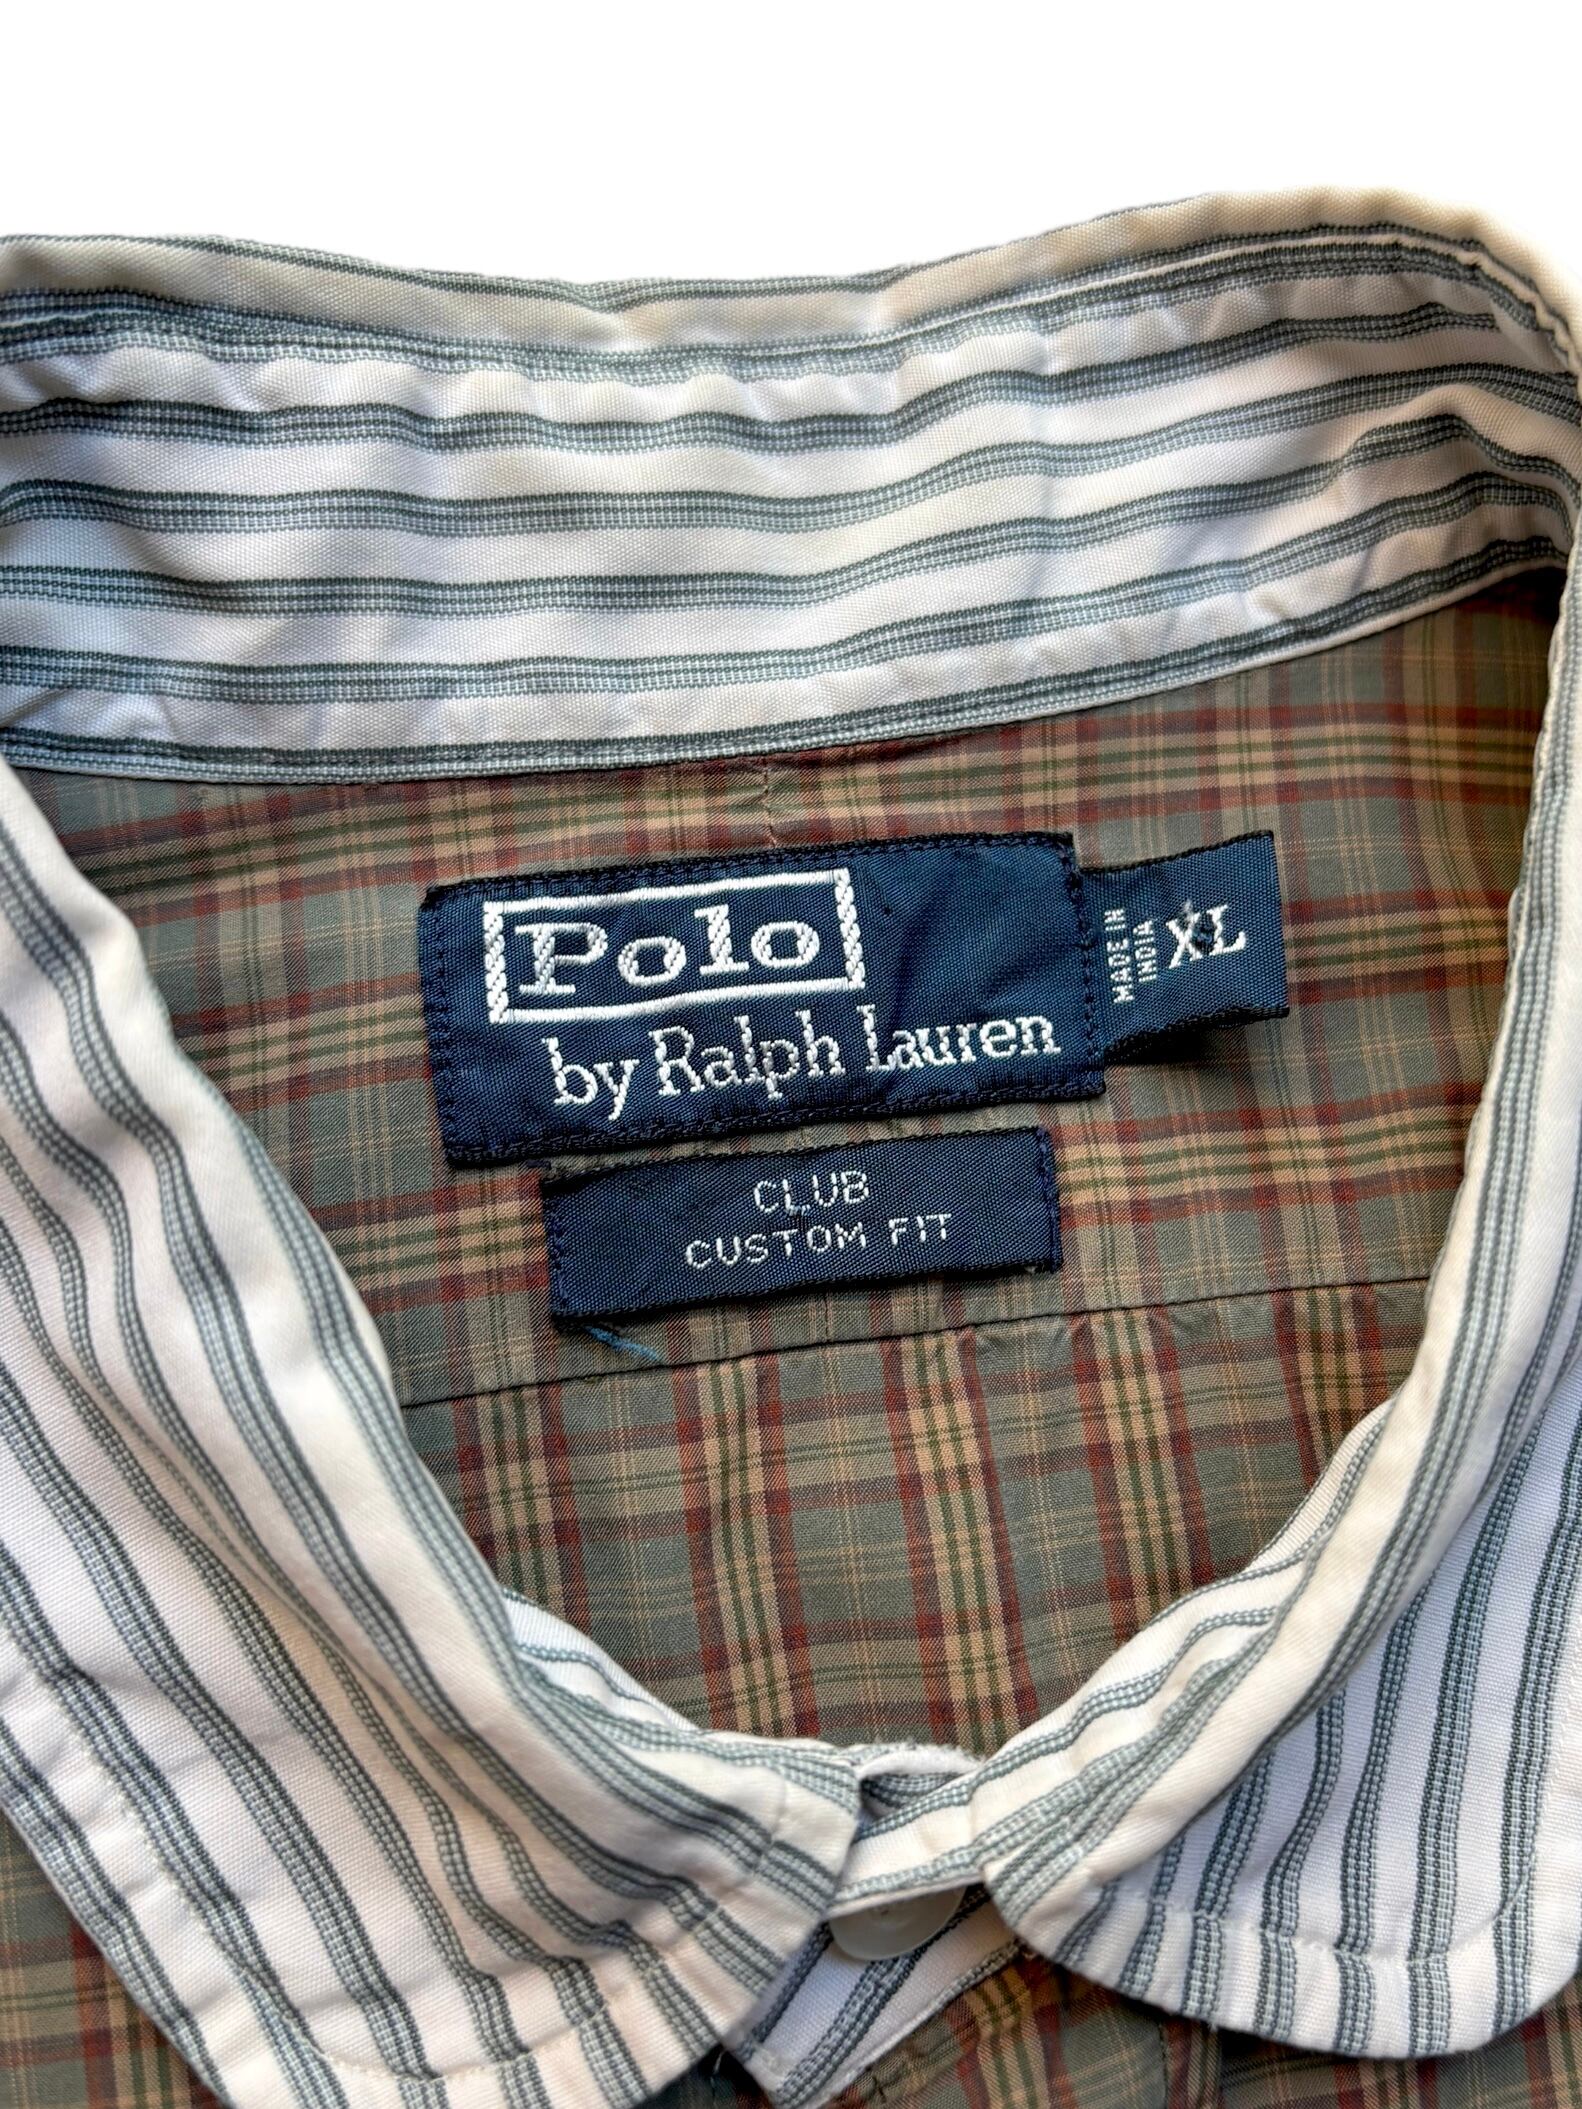 Polo
by Ralph Lauren
MADE IN
INDIA
XL
CLUB
CUSTOM FIT